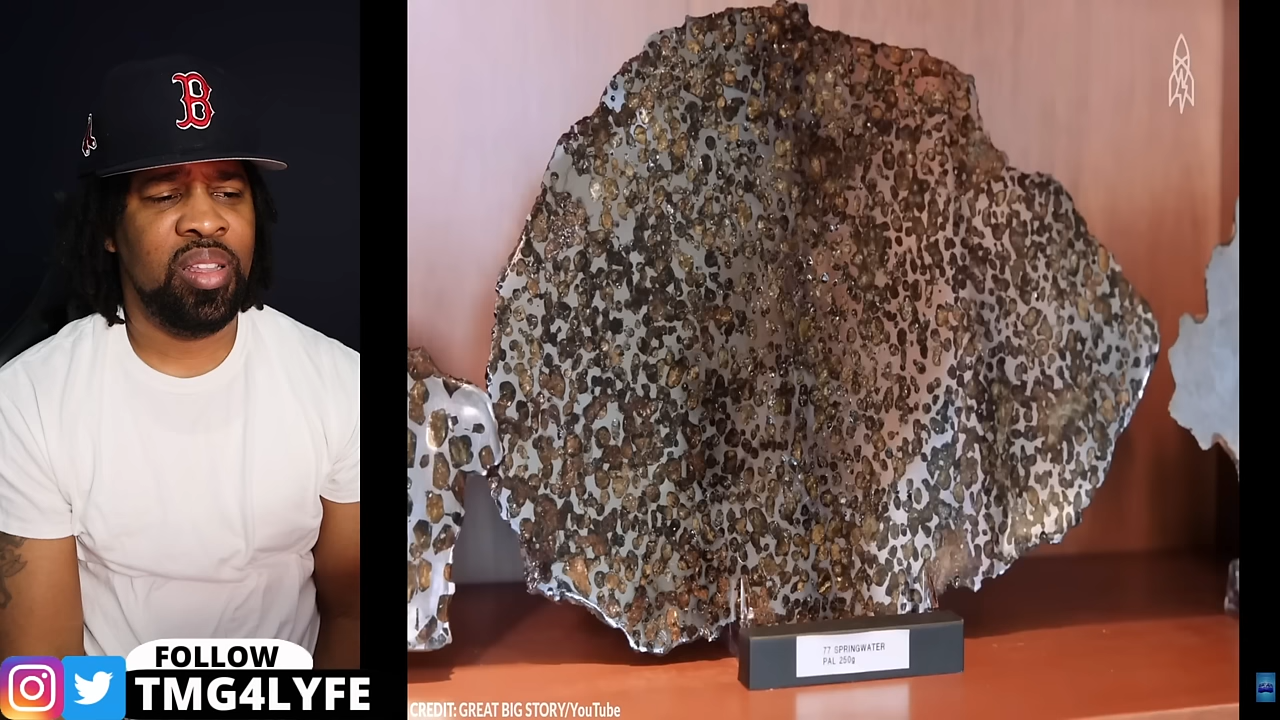 B
77 SPRINGWATER
PAL 250g
FOLLOW
TMG4LYFE
CREDIT: GREAT BIG STORY/YouTube